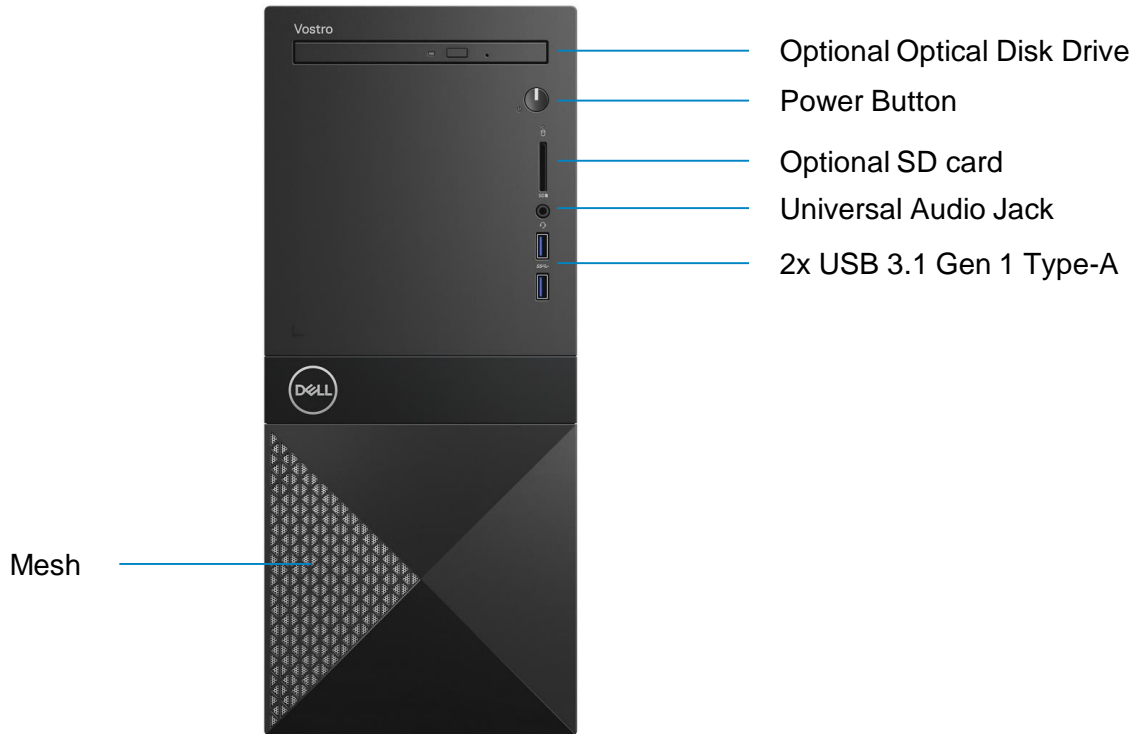 Vostro
Optional Optical Disk Drive
Power Button
Optional SD card
Universal Audio Jack
2x USB 3.1 Gen 1 Type-A
DELL
Mesh